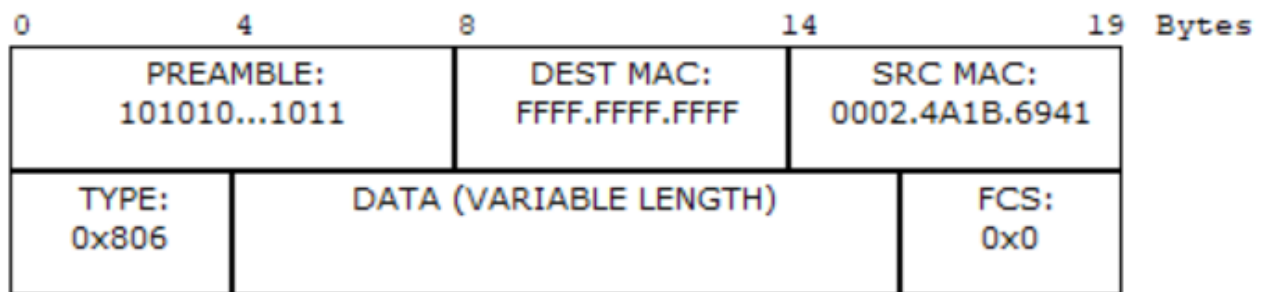 0 4 8 14 19 Bytes
PREAMBLE: DEST MAC: SRC MAC:
101010...1011 FFFF.FFFF.FFFF 0002.4A1B.6941
TYPE: DATA (VARIABLE LENGTH) FCS:
0x806 0x0